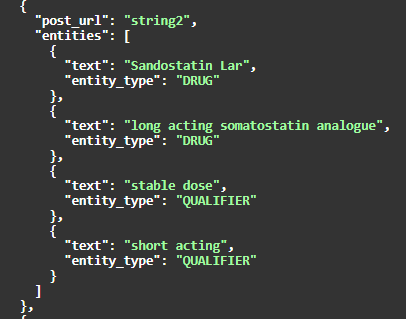 {
"post_url": "string2",
"entities": [
{
"text": "Sandostatin Lar",
"entity_type": "DRUG"
},
{
"text": "long acting somatostatin analogue",
"entity_type": "DRUG"
},
{
"text": "stable dose",
"entity_type": "QUALIFIER"
},
{
"text": "short acting",
"entity_type": "QUALIFIER"
}
]
},